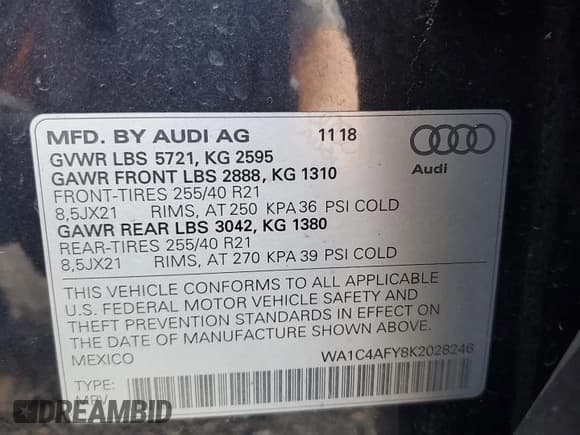 MFD. BY AUDI AG 11 18
GVWR LBS 5721, KG 2595
GAWR FRONT LBS 2888, KG 1310
FRONT-TIRES 255/40 R21
8,5JX21 RIMS, AT 250 KPA 36 PSI COLD
GAWR REAR LBS 3042, KG 1380
REAR-TIRES 255/40 R21
8,5JX21 RIMS, AT 270 KPA 39 PSI COLD
Audi
THIS VEHICLE CONFORMS TO ALL APPLICABLE
U.S. FEDERAL MOTOR VEHICLE SAFETY AND
THEFT PREVENTION STANDARDS IN EFFECT ON
THE DATE OF MANUFACTURE SHOWN ABOVE.
MEXICO WA1C4AFY8K2028246
TYPE:
MPV
DREAMBID